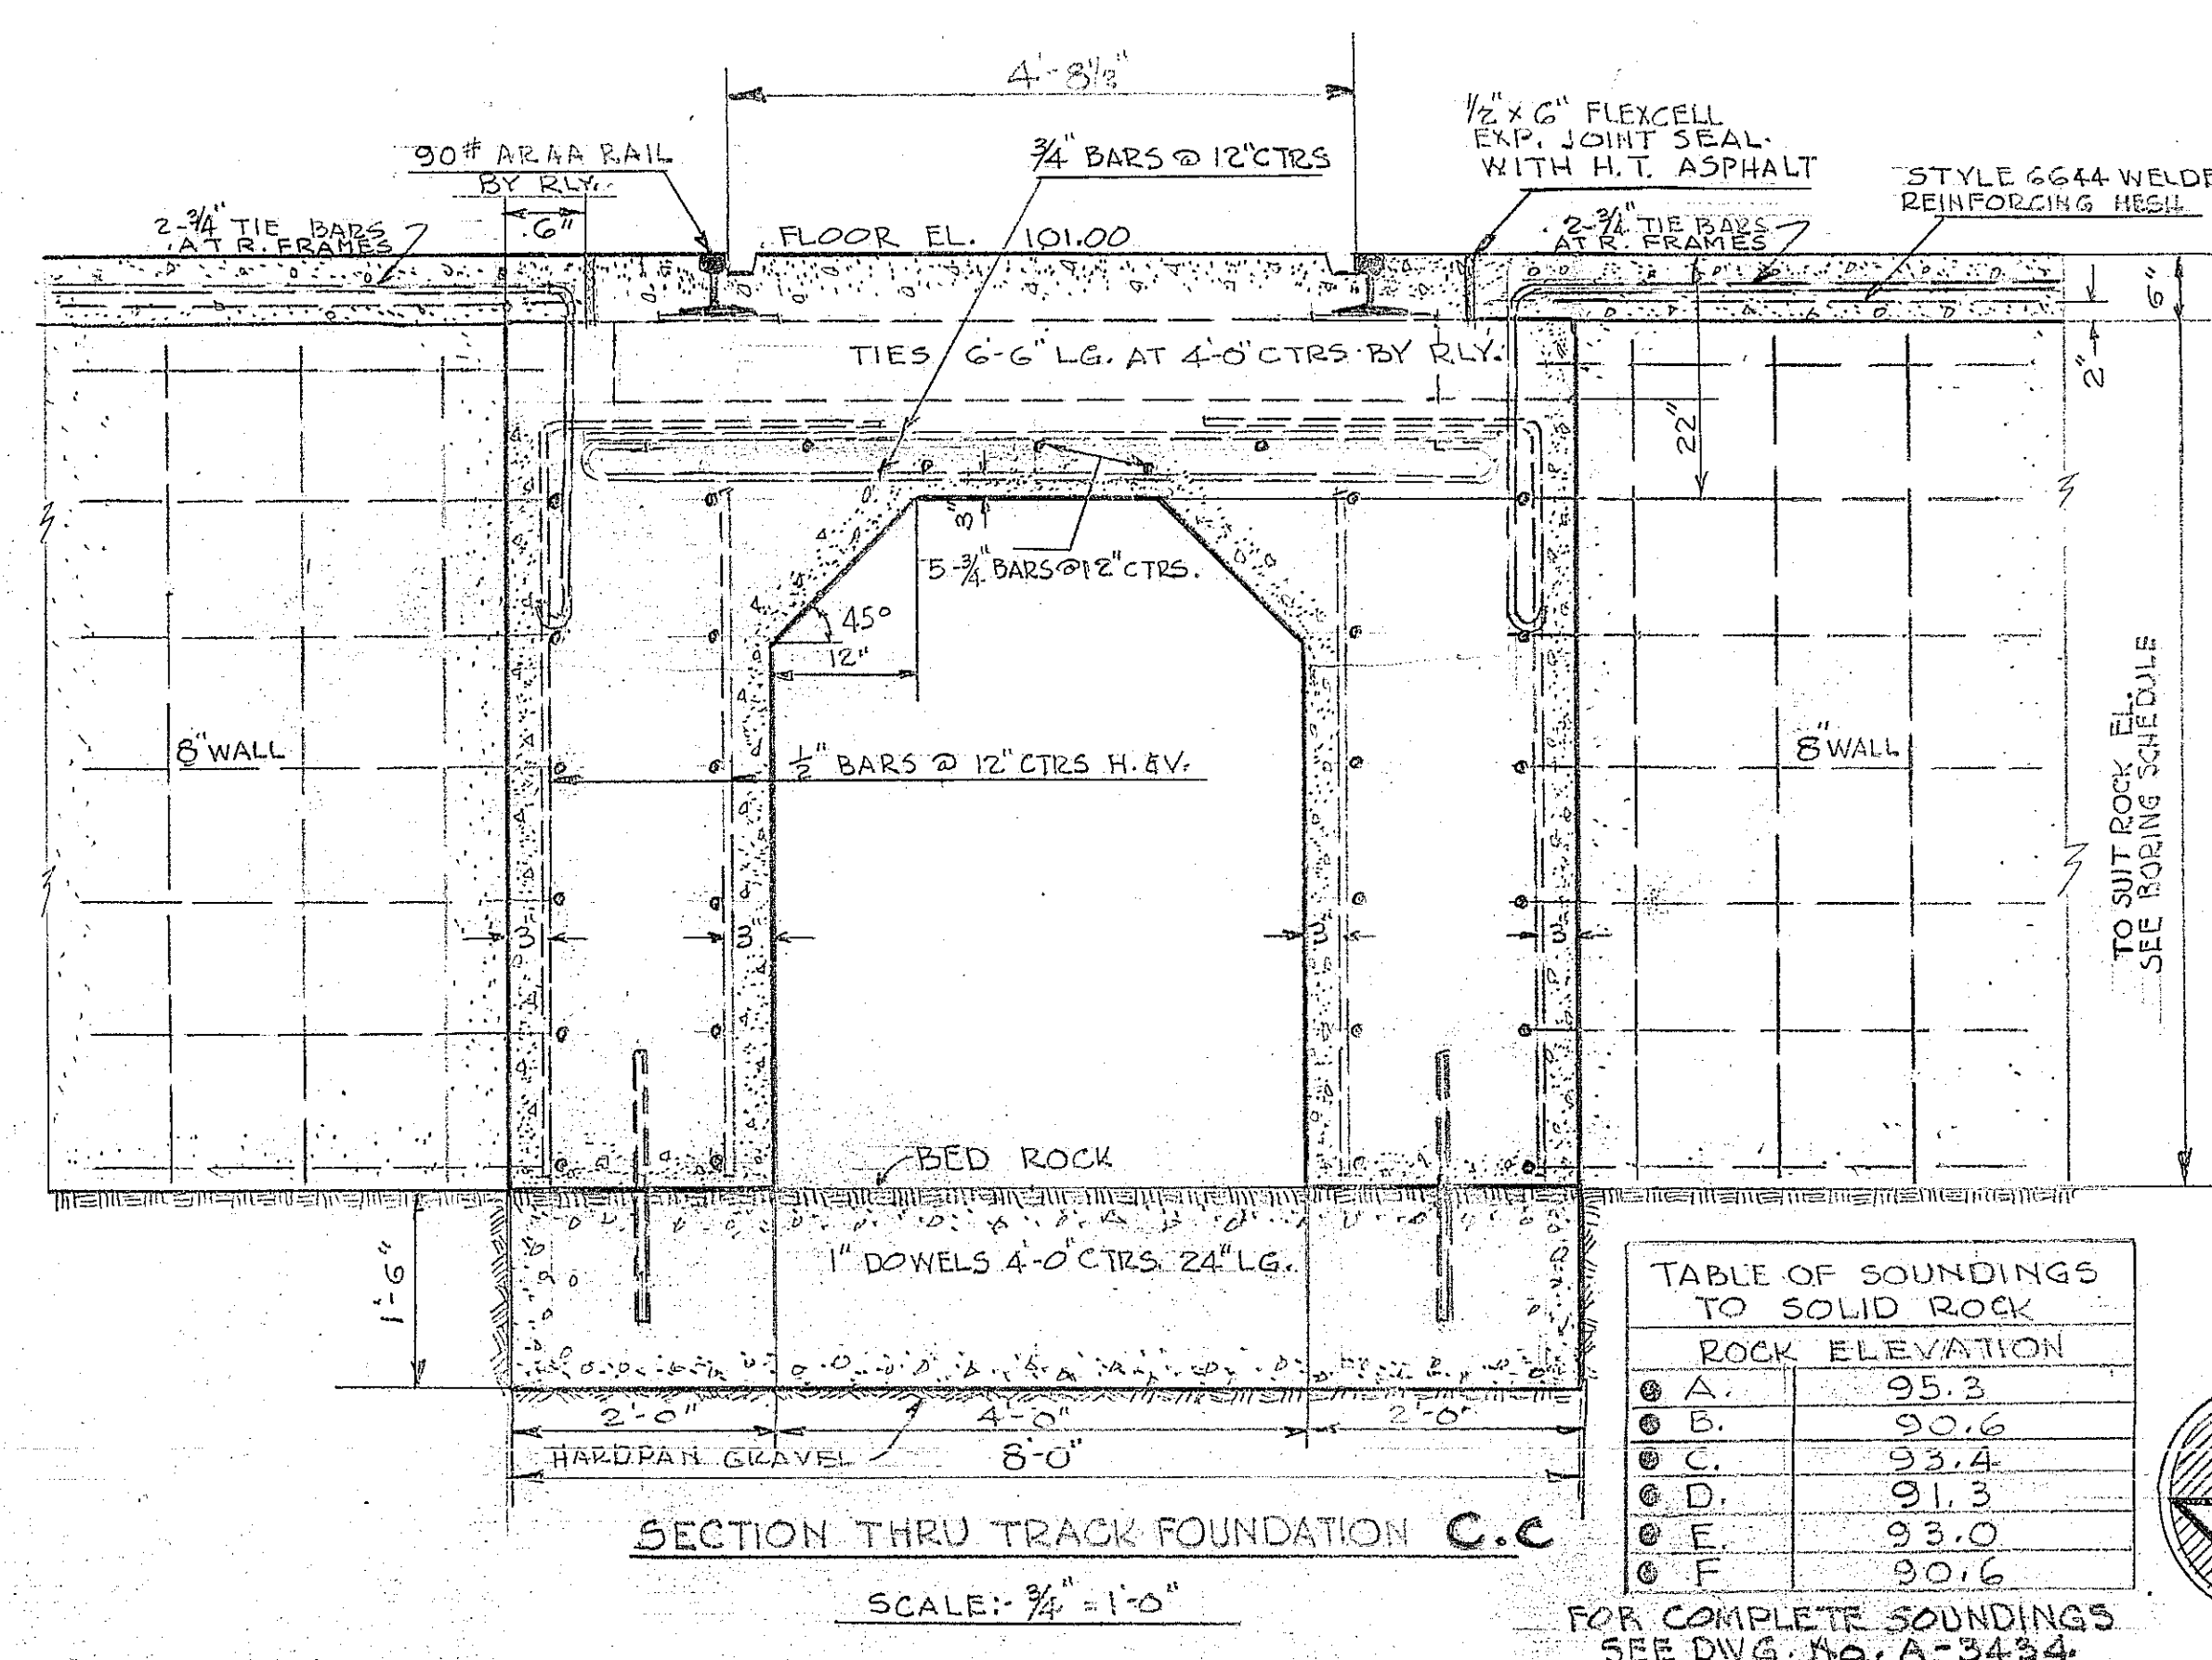 4'-8½"
90# ARAA RAIL
BY RLY.
¾" BARS @ 12" CTRS
½" x 6" FLEXCELL
EXP. JOINT SEAL.
WITH H.T. ASPHALT
STYLE 6644 WELDE
REINFORCING MESH
2-¾" TIE BARS
AT R. FRAMES
6"
FLOOR EL. 101.00
2-¾" TIE BARS
AT R. FRAMES
6"
2"
TIES 6'-6" LG. AT 4'-0" CTRS. BY RLY.
22"
3"
5-¾" BARS @ 12" CTRS.
45°
12"
8" WALL
½" BARS @ 12" CTRS H. & V.
8" WALL
TO SUIT ROCK EL.
SEE BORING SCHEDULE
3"
3"
3"
3"
BED ROCK
1'-6"
1" DOWELS 4'-0" CTRS. 24" LG.
2'-0"
4'-0"
2'-0"
HARDPAN GRAVEL
8'-0"
SECTION THRU TRACK FOUNDATION C.C
SCALE:- ¾" = 1'-0"
TABLE OF SOUNDINGS
TO SOLID ROCK
ROCK ELEVATION
A. 95.3
B. 90.6
C. 93.4
D. 91.3
E. 93.0
F 90.6
FOR COMPLETE SOUNDINGS
SEE DWG. NO. A-3434.